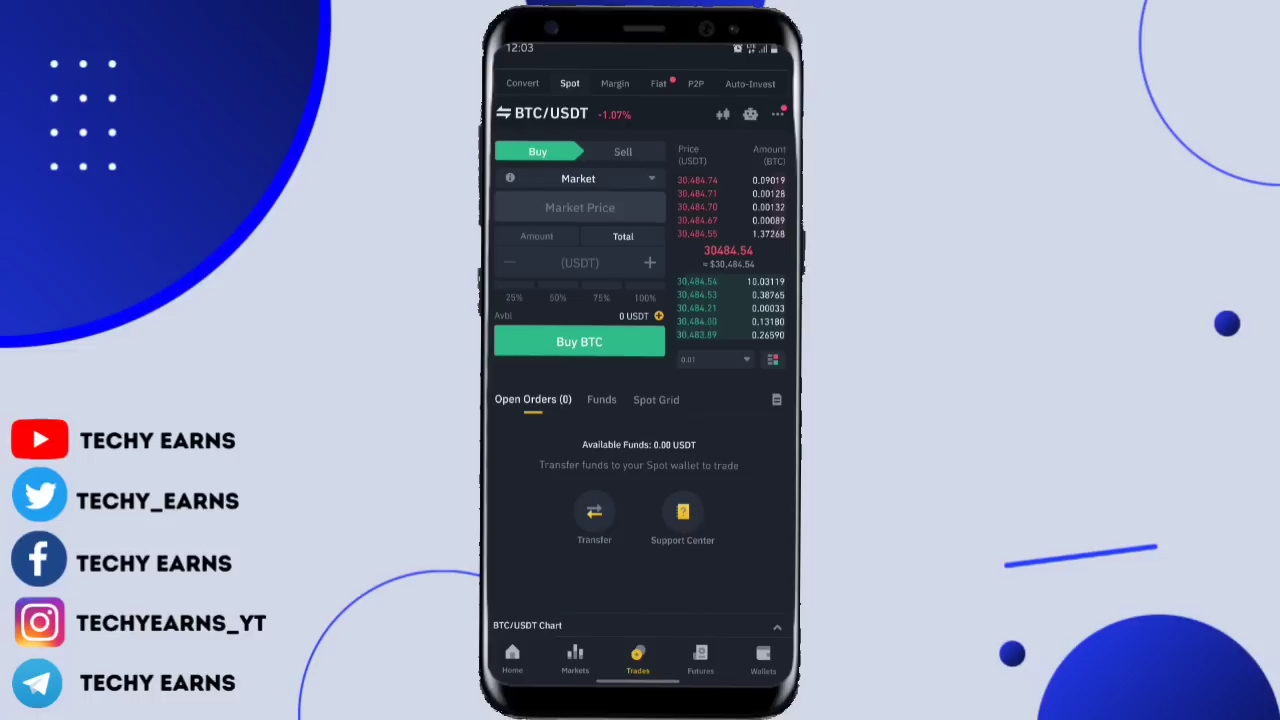 12:03
Convert Spot Margin Fiat P2P Auto-Invest
BTC/USDT -1.07%
Buy Sell
Market
Market Price
Amount Total
(USDT)
25% 50% 75% 100%
Avbl 0 USDT
Buy BTC
Price Amount
(USDT) (BTC)
30,484.74 0.09019
30,484.71 0.00128
30,484.70 0.00132
30,484.67 0.00089
30,484.55 1.37268
30484.54
≈ $30,484.54
30,484.54 10.03119
30,484.53 0.38765
30,484.21 0.00033
30,484.00 0.13180
30,483.89 0.26590
0.01
Open Orders (0) Funds Spot Grid
Available Funds: 0.00 USDT
Transfer funds to your Spot wallet to trade
Transfer Support Center
BTC/USDT Chart
Home Markets Trades Futures Wallets
TECHY EARNS
TECHY_EARNS
TECHY EARNS
TECHYEARNS_YT
TECHY EARNS